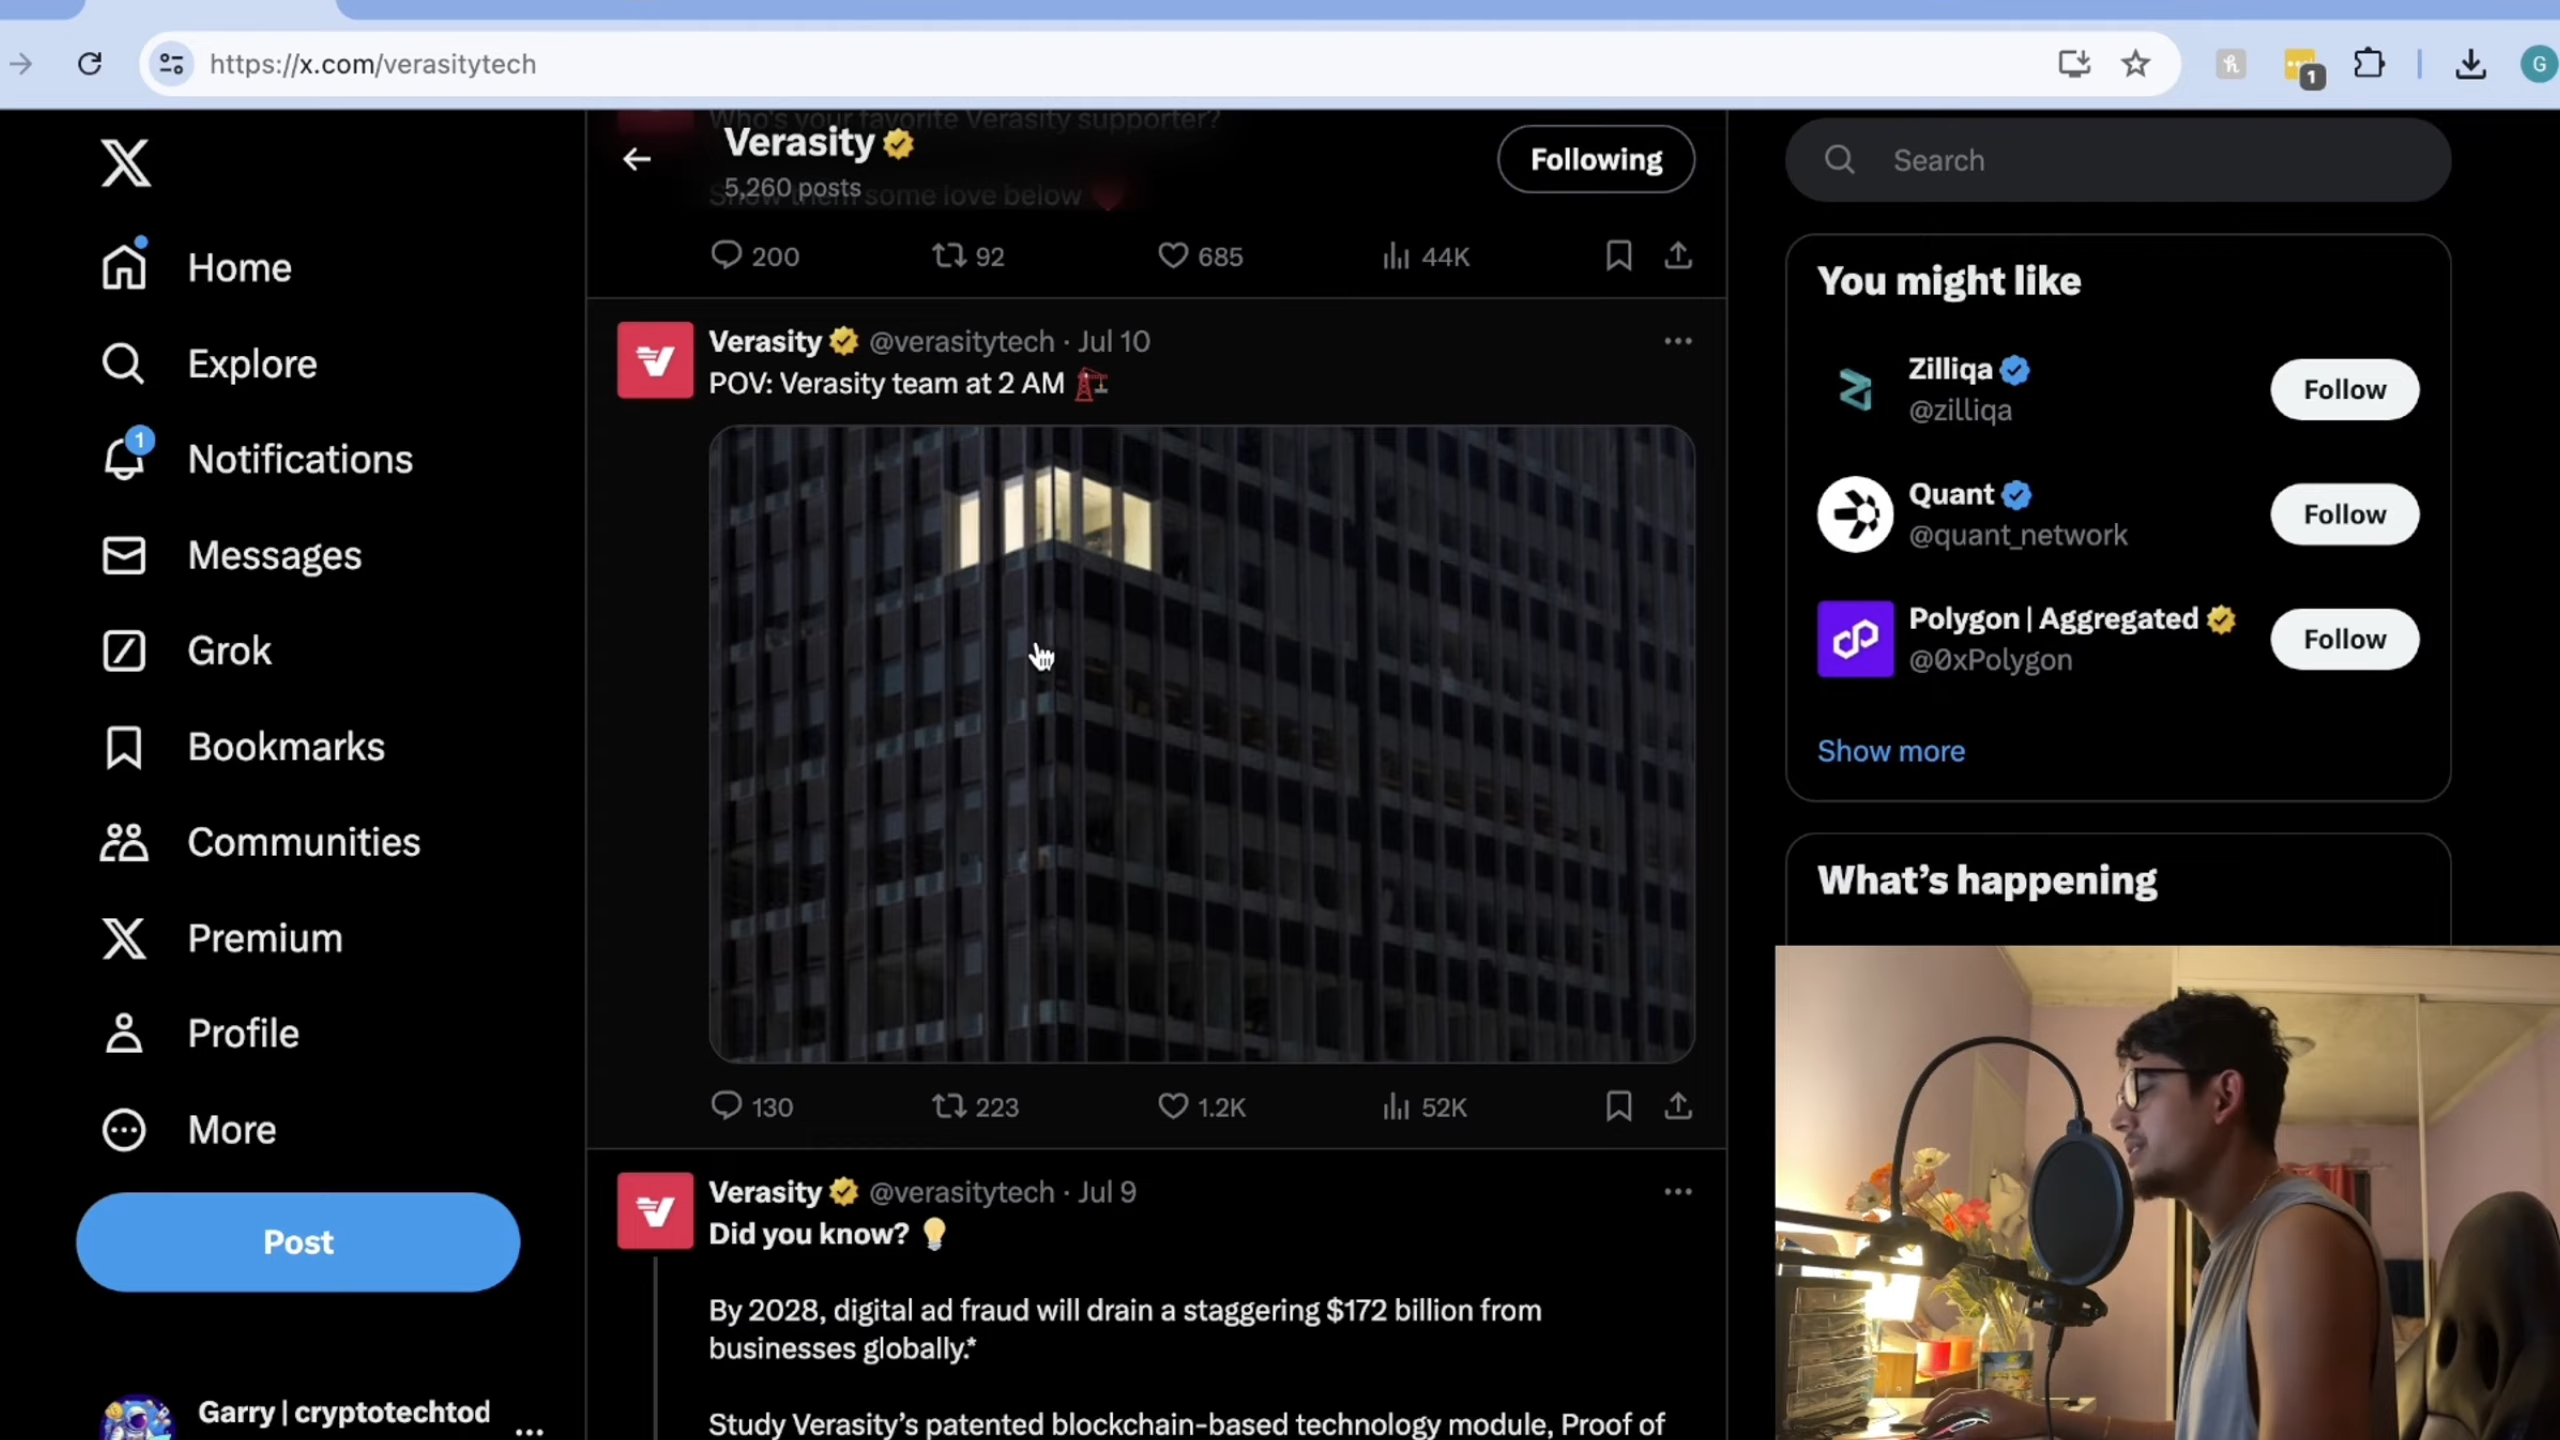 https://x.com/verasitytech
1
G
Who's your favorite Verasity supporter?
Verasity
5,260 posts
Show them some love below
Following
Search
200
92
685
44K
Home
Explore
1
Notifications
Messages
Grok
Bookmarks
Communities
Premium
Profile
More
Post
Garry | cryptotechtod
Verasity @verasitytech · Jul 10
POV: Verasity team at 2 AM
130
223
1.2K
52K
Verasity @verasitytech · Jul 9
Did you know?
By 2028, digital ad fraud will drain a staggering $172 billion from
businesses globally.*
Study Verasity's patented blockchain-based technology module, Proof of
You might like
Zilliqa
@zilliqa
Follow
Quant
@quant_network
Follow
Polygon | Aggregated
@0xPolygon
Follow
Show more
What's happening